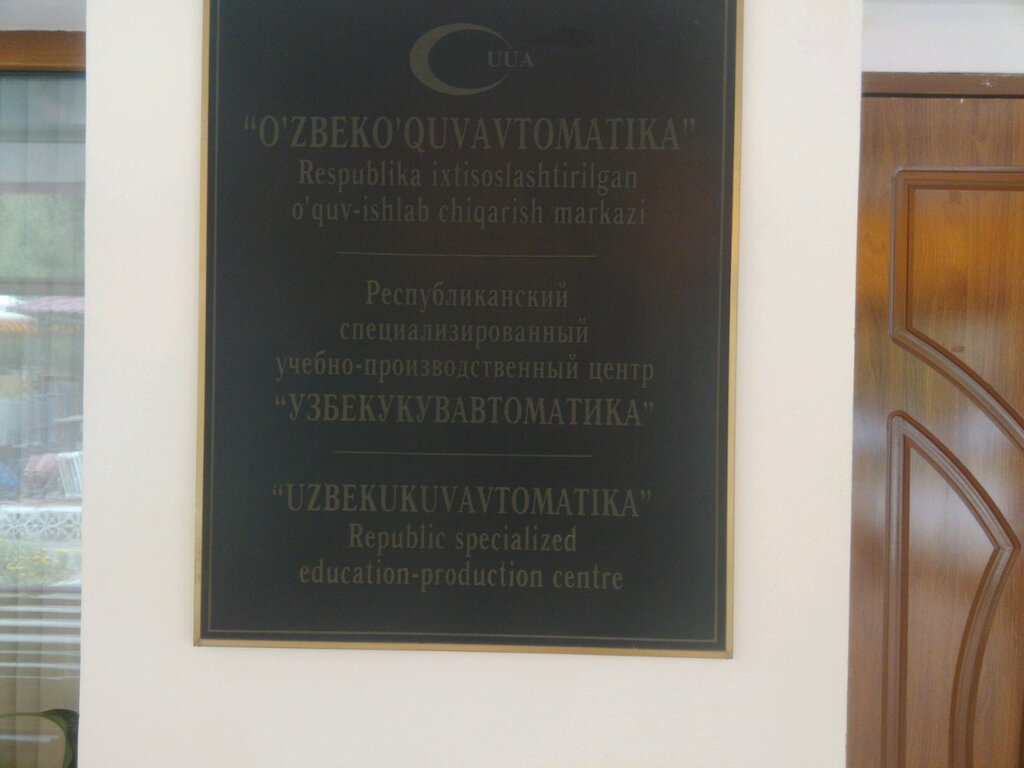 UUA
“O’ZBEKO’QUVAVTOMATIKA”
Respublika ixtisoslashtirilgan
o’quv-ishlab chiqarish markazi
Республиканский
специализированный
учебно-производственный центр
“УЗБЕКУКУВАВТОМАТИКА”
“UZBEKUKUVAVTOMATIKA”
Republic specialized
education-production centre